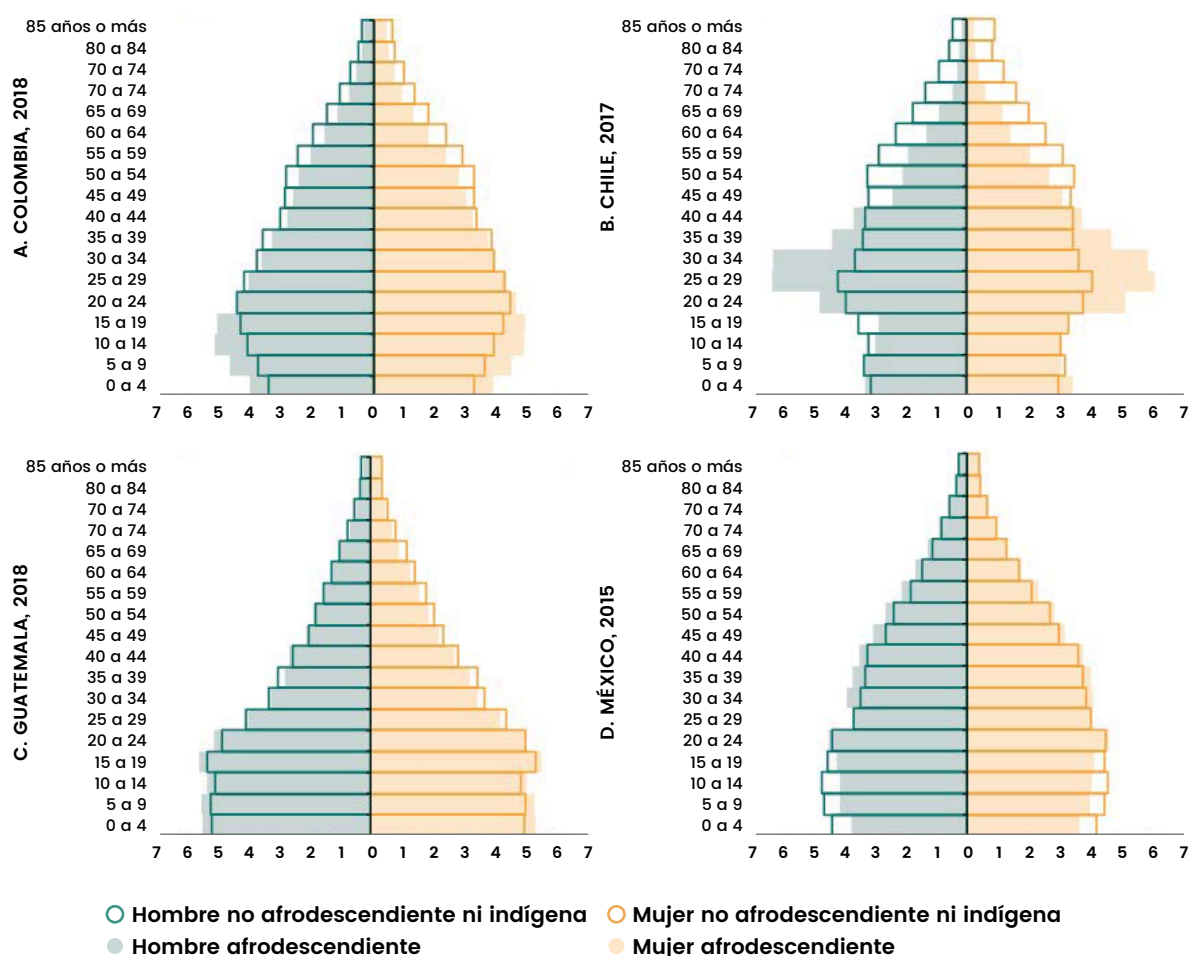 A. COLOMBIA, 2018
85 años o más
80 a 84
70 a 74
70 a 74
65 a 69
60 a 64
55 a 59
50 a 54
45 a 49
40 a 44
35 a 39
30 a 34
25 a 29
20 a 24
15 a 19
10 a 14
5 a 9
0 a 4
7 6 5 4 3 2 1 0 1 2 3 4 5 6 7
B. CHILE, 2017
85 años o más
80 a 84
70 a 74
70 a 74
65 a 69
60 a 64
55 a 59
50 a 54
45 a 49
40 a 44
35 a 39
30 a 34
25 a 29
20 a 24
15 a 19
10 a 14
5 a 9
0 a 4
7 6 5 4 3 2 1 0 1 2 3 4 5 6 7
C. GUATEMALA, 2018
85 años o más
80 a 84
70 a 74
70 a 74
65 a 69
60 a 64
55 a 59
50 a 54
45 a 49
40 a 44
35 a 39
30 a 34
25 a 29
20 a 24
15 a 19
10 a 14
5 a 9
0 a 4
7 6 5 4 3 2 1 0 1 2 3 4 5 6 7
D. MÉXICO, 2015
85 años o más
80 a 84
70 a 74
70 a 74
65 a 69
60 a 64
55 a 59
50 a 54
45 a 49
40 a 44
35 a 39
30 a 34
25 a 29
20 a 24
15 a 19
10 a 14
5 a 9
0 a 4
7 6 5 4 3 2 1 0 1 2 3 4 5 6 7
Hombre no afrodescendiente ni indígena
Mujer no afrodescendiente ni indígena
Hombre afrodescendiente
Mujer afrodescendiente